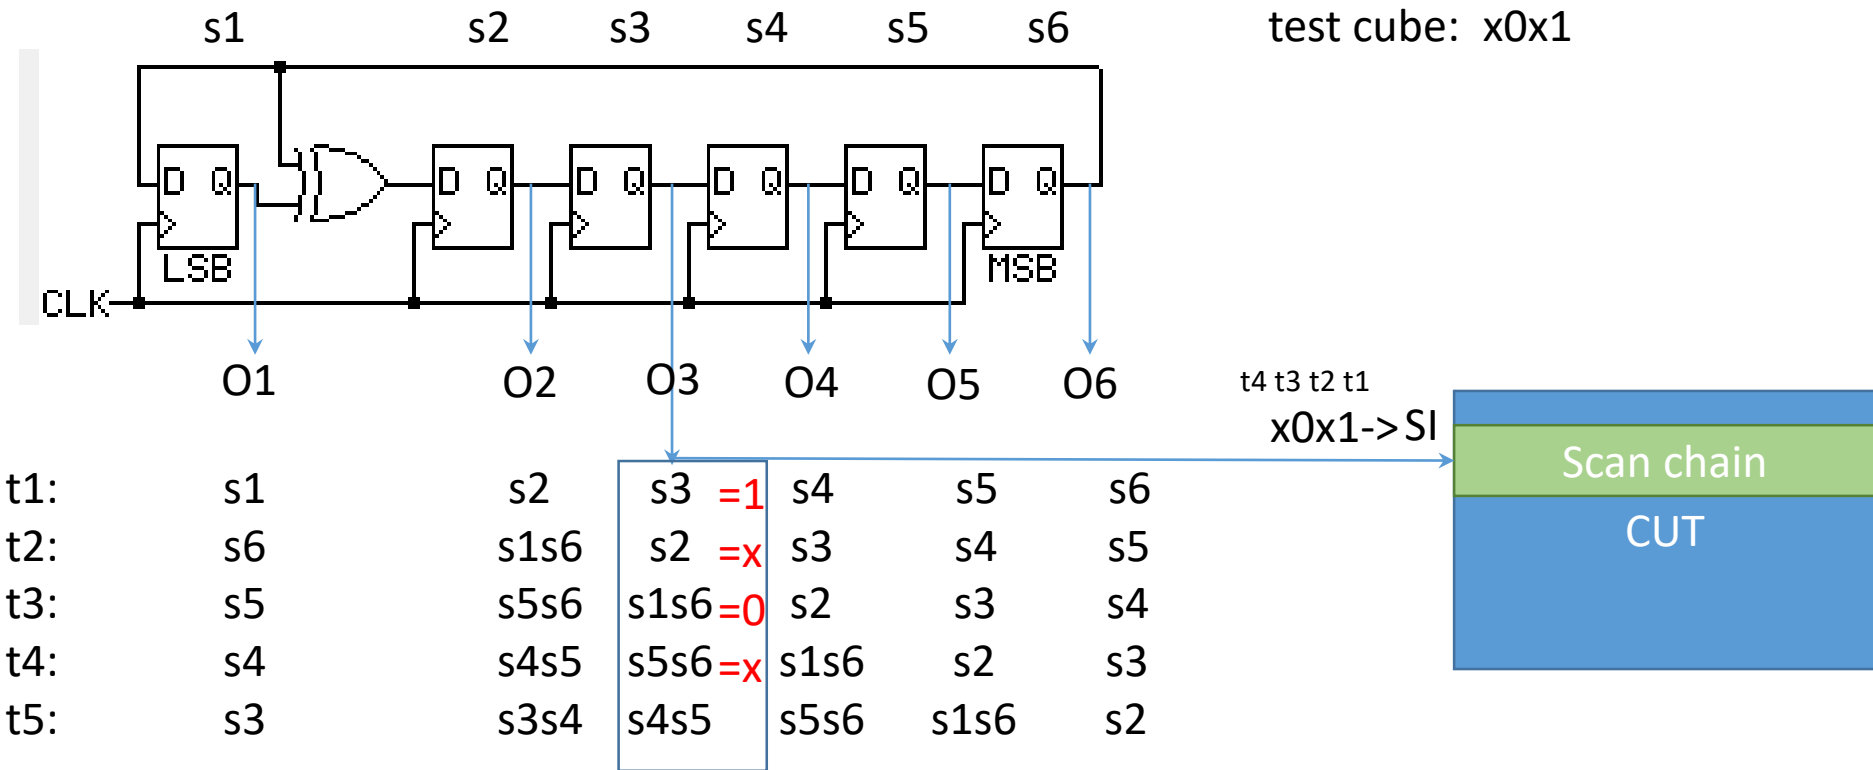 s1 s2 s3 s4 s5 s6 test cube: x0x1
D Q D Q D Q D Q D Q D Q
LSB MSB
CLK
O1 O2 O3 O4 O5 O6 t4 t3 t2 t1
x0x1->SI
Scan chain
t1: s1 s2 s3 =1 s4 s5 s6
CUT
t2: s6 s1s6 s2 =x s3 s4 s5
t3: s5 s5s6 s1s6 =0 s2 s3 s4
t4: s4 s4s5 s5s6 =x s1s6 s2 s3
t5: s3 s3s4 s4s5 s5s6 s1s6 s2